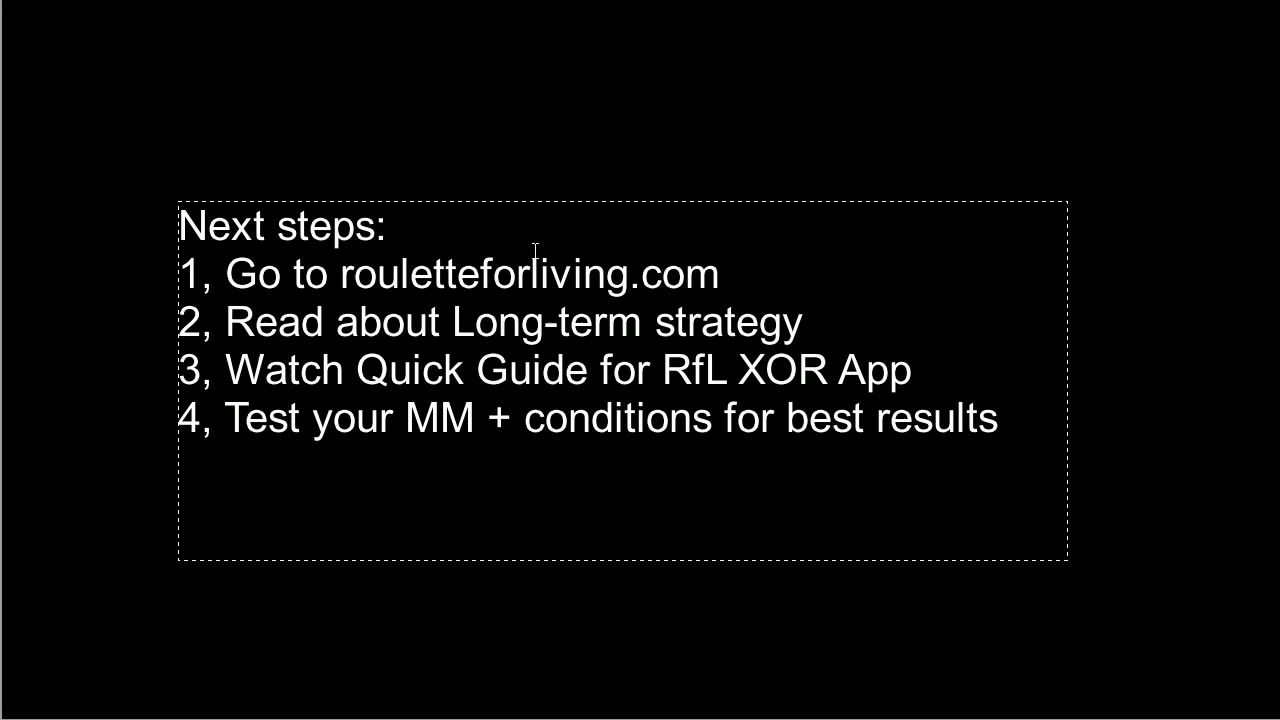 Next steps:
1, Go to rouletteforliving.com
2, Read about Long-term strategy
3, Watch Quick Guide for RfL XOR App
4, Test your MM + conditions for best results